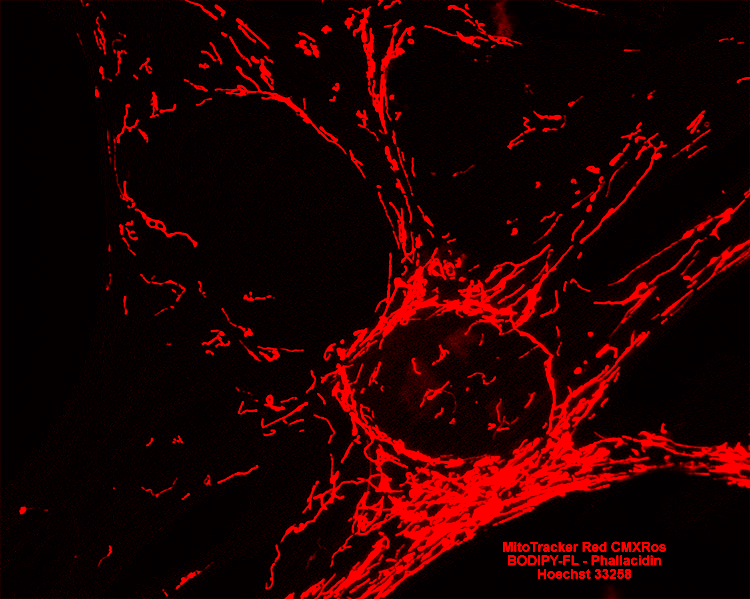 MitoTracker Red CMXRos
BODIPY-FL - Phallacidin
Hoechst 33258